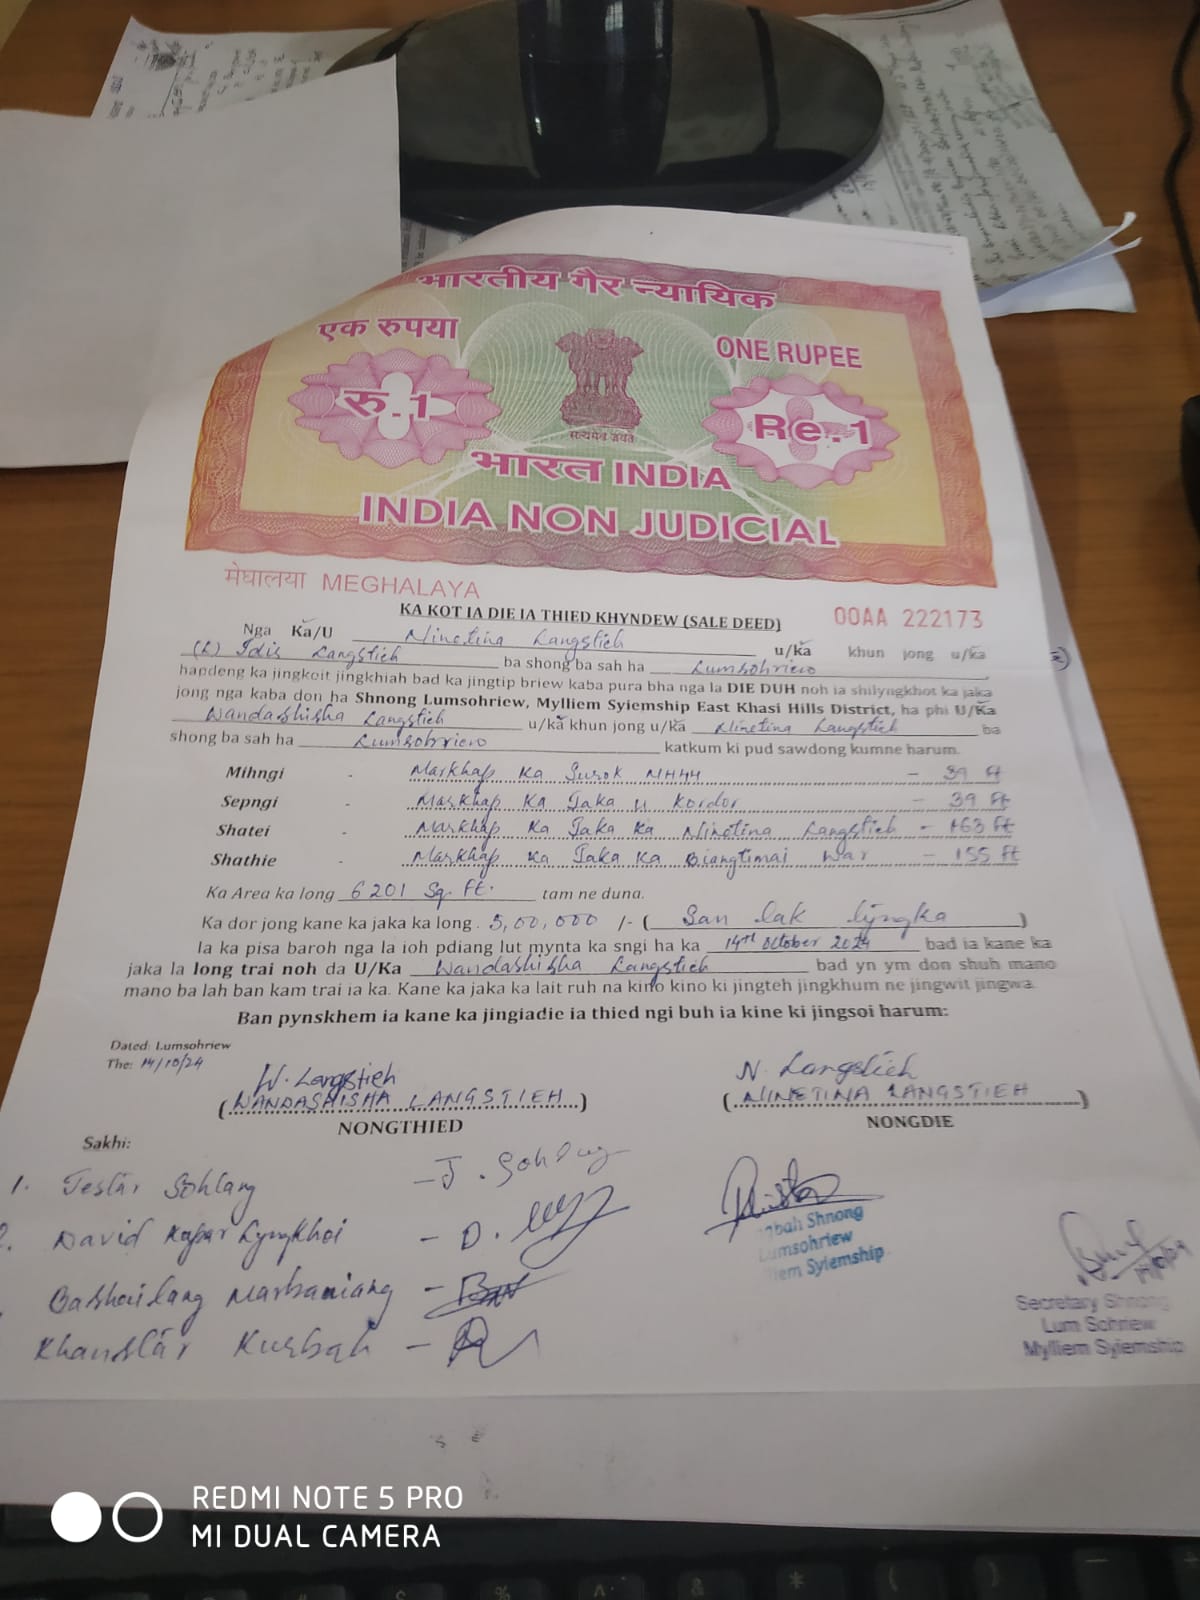 भारतीय गैर न्यायिक
एक रुपया
ONE RUPEE
रु.1
Re.1
सत्यमेव जयते
भारत INDIA
INDIA NON JUDICIAL
मेघालया MEGHALAYA
KA KOT IA DIE IA THIED KHYNDEW (SALE DEED)
00AA 222173
Nga Ka/U Ninetina Langstieh u/ka khun jong u/ka
(L) Idis Langstieh ba shong ba sah ha Lumsohriew
hapdeng ka jingkoit jingkhiah bad ka jingtip briew kaba pura bha nga la DIE DUH noh ia shilyngkhot ka jaka
jong nga kaba don ha Shnong Lumsohriew, Mylliem Syiemship East Khasi Hills District, ha phi U/Ka
Wandashisha Langstieh u/ka khun jong u/ka Ninetina Langstieh ba
shong ba sah ha Lumsohriew katkum ki pud sawdong kumne harum.
Mihngi - Markhap Ka Surok NH44 - 39 ft
Sepngi - Markhap Ka Jaka U Kordor - 39 ft
Shatei - Markhap Ka Jaka Ka Ninetina Langstieh - 163 ft
Shathie - Markhap Ka Jaka Ka Biangtimai War - 155 ft
Ka Area ka long 6201 Sq. ft. tam ne duna.
Ka dor jong kane ka jaka ka long. 5,00,000 /- ( San lak tyngka )
Ia ka pisa baroh nga la ioh pdiang lut mynta ka sngi ha ka 14th October 2024 bad ia kane ka
jaka la long trai noh da U/Ka Wandashisha Langstieh bad yn ym don shuh mano
mano ba lah ban kam trai ia ka. Kane ka jaka ka lait ruh na kino kino ki jingteh jingkhum ne jingwit jingwa.
Ban pynskhem ia kane ka jingiadie ia thied ngi buh ia kine ki jingsoi harum:
Dated: Lumsohriew
The: 14/10/24
W. Langstieh
N. Langstieh
(WANDASHISHA LANGSTIEH)
(NINETINA LANGSTIEH)
NONGTHIED
NONGDIE
Sakhi:
1. Testar Sohlang - J. Sohlang
David Kupar Lyngkhoi - D.
Bashailang Marbaniang -
Khanstar Kurbah -
Shnong
Lumsohriew
Syiemship
14/10/24
Secretary Shnong
Lum Sohriew
Mylliem Syiemship
REDMI NOTE 5 PRO
MI DUAL CAMERA